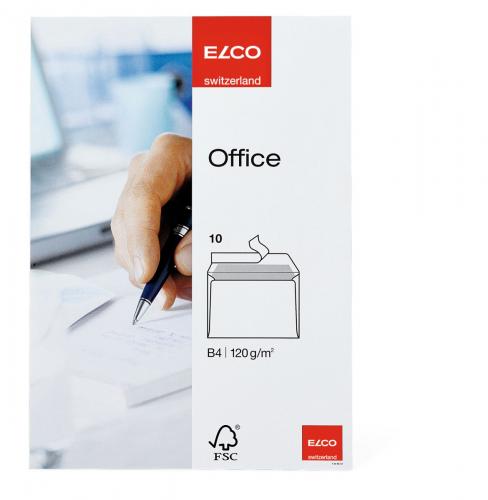 ELCO
switzerland
Office
10
B4 | 120 g/m²
FSC
ELCO
switzerland